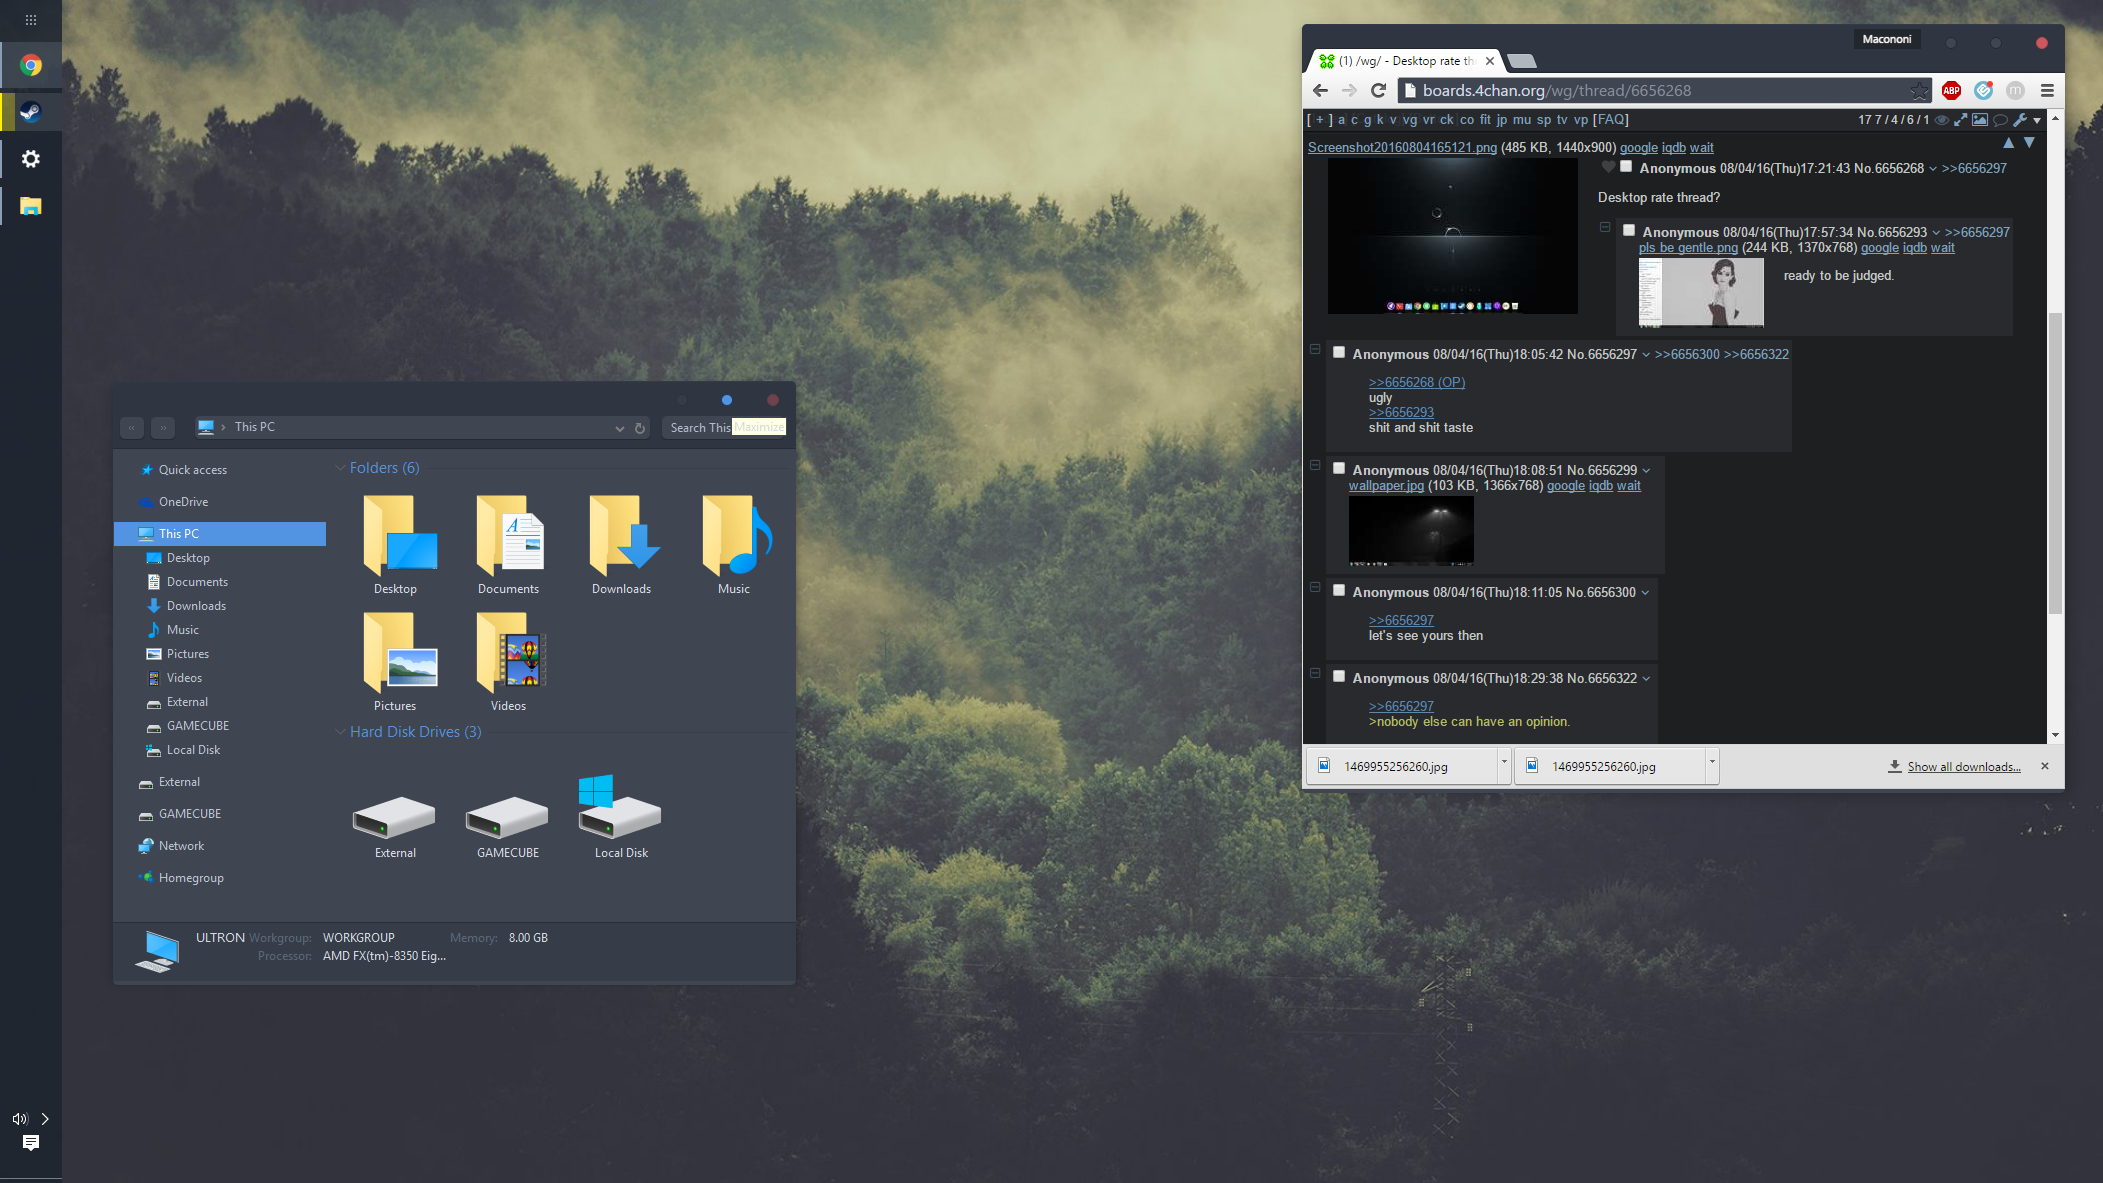 This PC
Search This
Maximize
Quick access
OneDrive
This PC
Desktop
Documents
Downloads
Music
Pictures
Videos
External
GAMECUBE
Local Disk
External
GAMECUBE
Network
Homegroup
Folders (6)
Desktop
Documents
Downloads
Music
Pictures
Videos
Hard Disk Drives (3)
External
GAMECUBE
Local Disk
ULTRON Workgroup: WORKGROUP Memory: 8.00 GB
Processor: AMD FX(tm)-8350 Eig...
Macononi
(1) /wg/ - Desktop rate th
boards.4chan.org/wg/thread/6656268
ABP
m
[ + ] a c g k v vg vr ck co fit jp mu sp tv vp [FAQ]
17 7 / 4 / 6 / 1
Screenshot20160804165121.png (485 KB, 1440x900) google iqdb wait
Anonymous 08/04/16(Thu)17:21:43 No.6656268 >>6656297
Desktop rate thread?
Anonymous 08/04/16(Thu)17:57:34 No.6656293 >>6656297
pls be gentle.png (244 KB, 1370x768) google iqdb wait
ready to be judged.
Anonymous 08/04/16(Thu)18:05:42 No.6656297 >>6656300 >>6656322
>>6656268 (OP)
ugly
>>6656293
shit and shit taste
Anonymous 08/04/16(Thu)18:08:51 No.6656299
wallpaper.jpg (103 KB, 1366x768) google iqdb wait
Anonymous 08/04/16(Thu)18:11:05 No.6656300
>>6656297
let's see yours then
Anonymous 08/04/16(Thu)18:29:38 No.6656322
>>6656297
>nobody else can have an opinion.
1469955256260.jpg
1469955256260.jpg
Show all downloads...